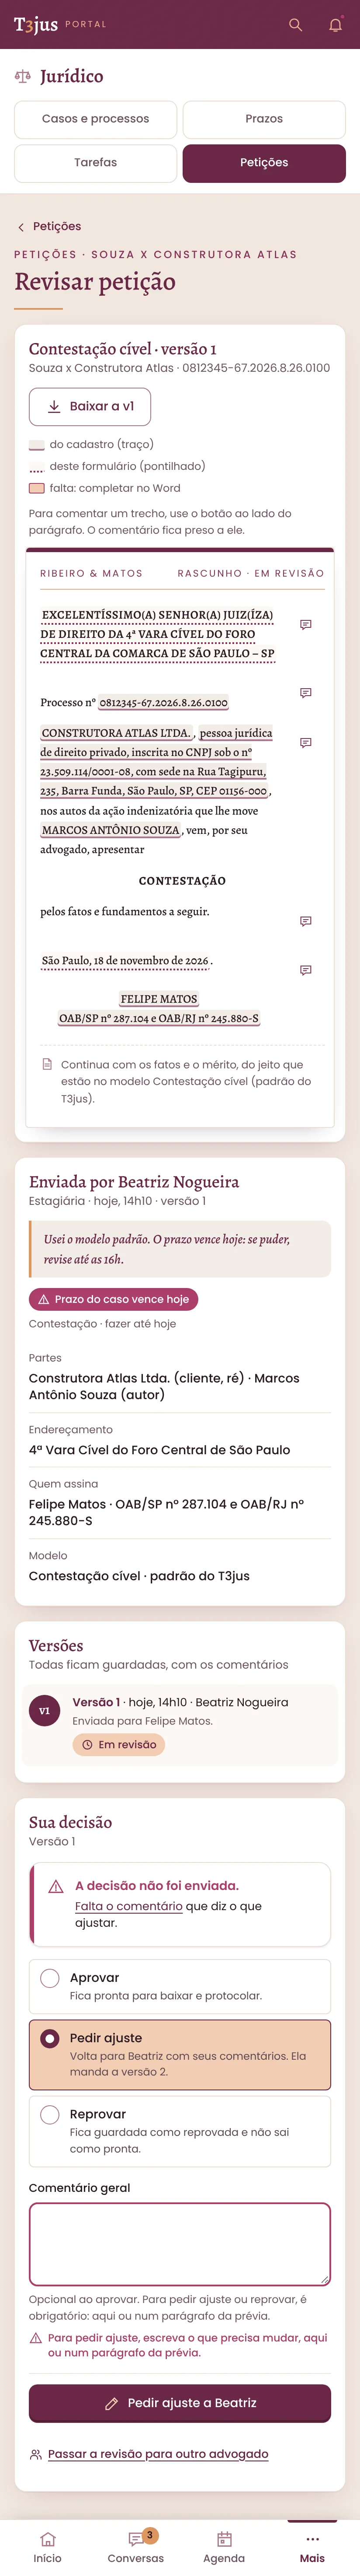 T3jus PORTAL
Jurídico
Casos e processos
Prazos
Tarefas
Petições
Petições
PETIÇÕES · SOUZA X CONSTRUTORA ATLAS
Revisar petição
Contestação cível · versão 1
Souza x Construtora Atlas · 0812345-67.2026.8.26.0100
Baixar a v1
do cadastro (traço)
deste formulário (pontilhado)
falta: completar no Word
Para comentar um trecho, use o botão ao lado do
parágrafo. O comentário fica preso a ele.
RIBEIRO & MATOS
RASCUNHO · EM REVISÃO
EXCELENTÍSSIMO(A) SENHOR(A) JUIZ(ÍZA)
DE DIREITO DA 4ª VARA CÍVEL DO FORO
CENTRAL DA COMARCA DE SÃO PAULO – SP
Processo nº 0812345-67.2026.8.26.0100
CONSTRUTORA ATLAS LTDA., pessoa jurídica
de direito privado, inscrita no CNPJ sob o nº
23.509.114/0001-08, com sede na Rua Tagipuru,
235, Barra Funda, São Paulo, SP, CEP 01156-000,
nos autos da ação indenizatória que lhe move
MARCOS ANTÔNIO SOUZA, vem, por seu
advogado, apresentar
CONTESTAÇÃO
pelos fatos e fundamentos a seguir.
São Paulo, 18 de novembro de 2026.
FELIPE MATOS
OAB/SP nº 287.104 e OAB/RJ nº 245.880-S
Continua com os fatos e o mérito, do jeito que
estão no modelo Contestação cível (padrão do
T3jus).
Enviada por Beatriz Nogueira
Estagiária · hoje, 14h10 · versão 1
Usei o modelo padrão. O prazo vence hoje: se puder,
revise até as 16h.
Prazo do caso vence hoje
Contestação · fazer até hoje
Partes
Construtora Atlas Ltda. (cliente, ré) · Marcos
Antônio Souza (autor)
Endereçamento
4ª Vara Cível do Foro Central de São Paulo
Quem assina
Felipe Matos · OAB/SP nº 287.104 e OAB/RJ nº
245.880-S
Modelo
Contestação cível · padrão do T3jus
Versões
Todas ficam guardadas, com os comentários
v1
Versão 1 · hoje, 14h10 · Beatriz Nogueira
Enviada para Felipe Matos.
Em revisão
Sua decisão
Versão 1
A decisão não foi enviada.
Falta o comentário que diz o que
ajustar.
Aprovar
Fica pronta para baixar e protocolar.
Pedir ajuste
Volta para Beatriz com seus comentários. Ela
manda a versão 2.
Reprovar
Fica guardada como reprovada e não sai
como pronta.
Comentário geral
Opcional ao aprovar. Para pedir ajuste ou reprovar, é
obrigatório: aqui ou num parágrafo da prévia.
Para pedir ajuste, escreva o que precisa mudar, aqui
ou num parágrafo da prévia.
Pedir ajuste a Beatriz
Passar a revisão para outro advogado
3
Início
Conversas
Agenda
Mais